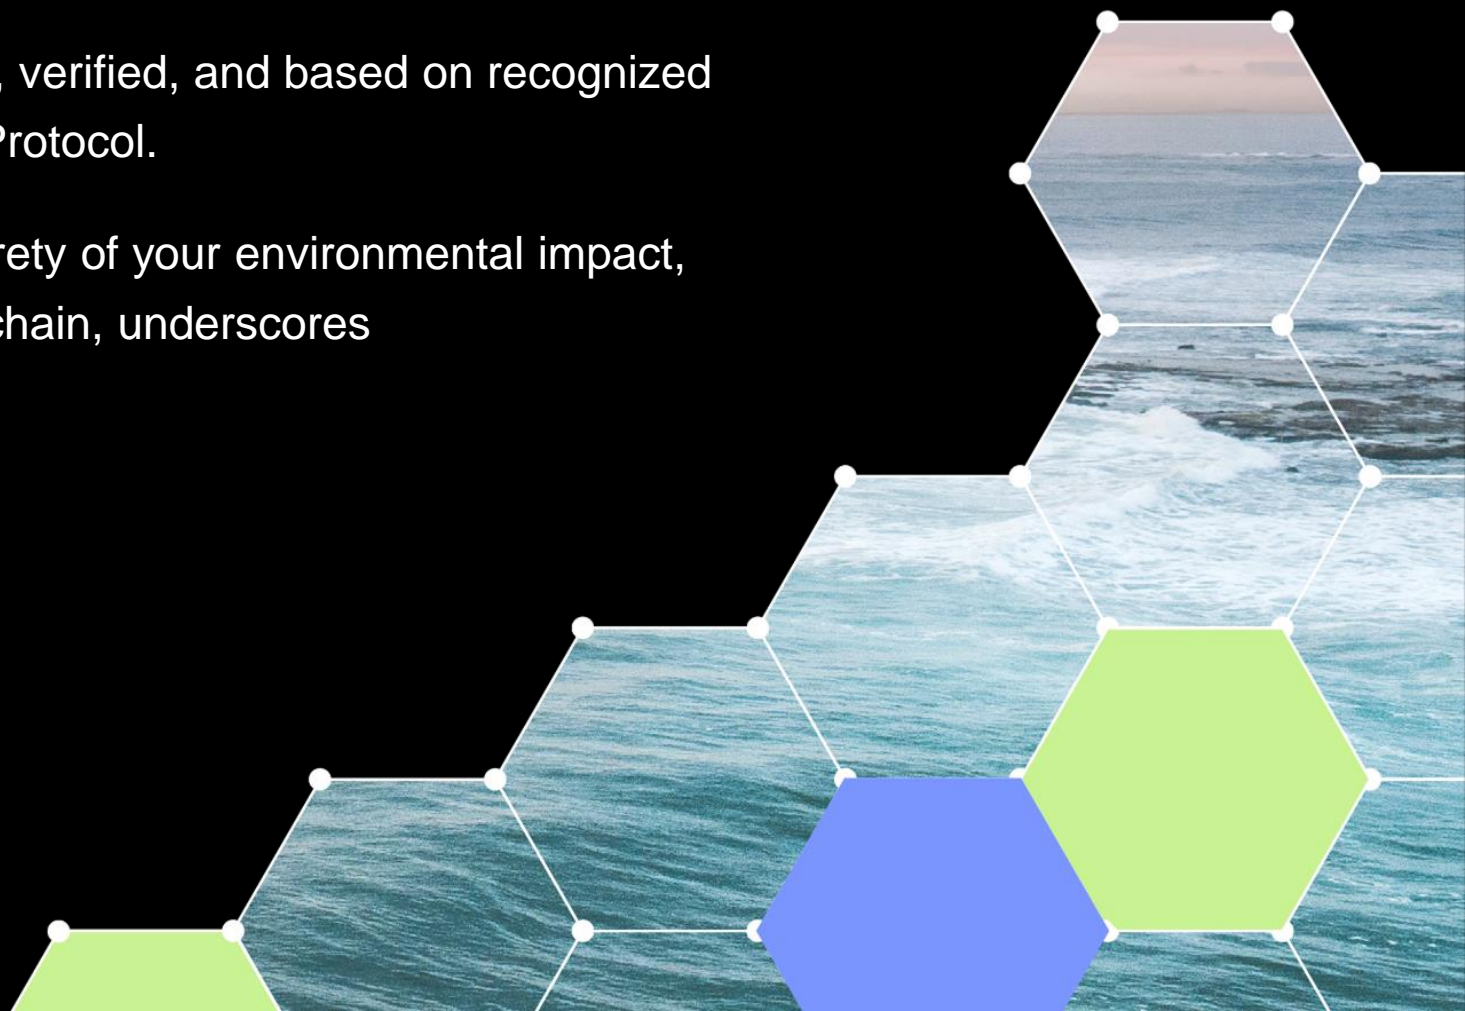 , verified, and based on recognized
Protocol.
rety of your environmental impact,
chain, underscores